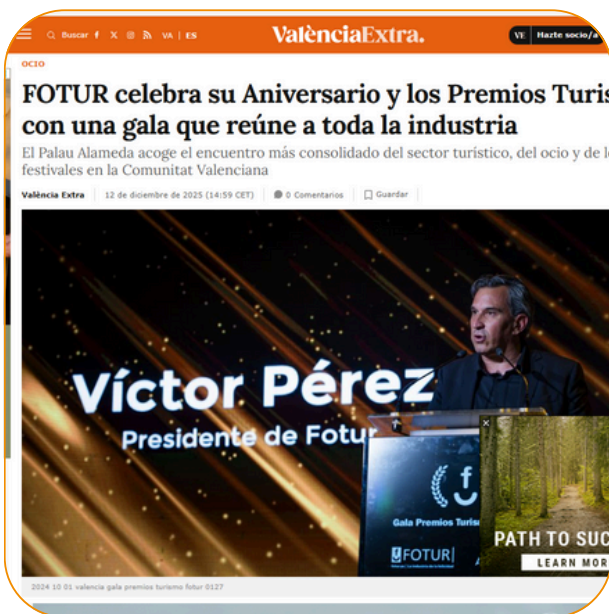 Buscar
VA | ES
ValènciaExtra.
VE Hazte socio/a
OCIO
FOTUR celebra su Aniversario y los Premios Turis
con una gala que reúne a toda la industria
El Palau Alameda acoge el encuentro más consolidado del sector turístico, del ocio y de l
festivales en la Comunitat Valenciana
València Extra 12 de diciembre de 2025 (14:59 CET) 0 Comentarios Guardar
Víctor Pérez
Presidente de Fotur
Gala Premios Turis
FOTUR
PATH TO SUC
LEARN MOR
2024 10 01 valencia gala premios turismo fotur 0127